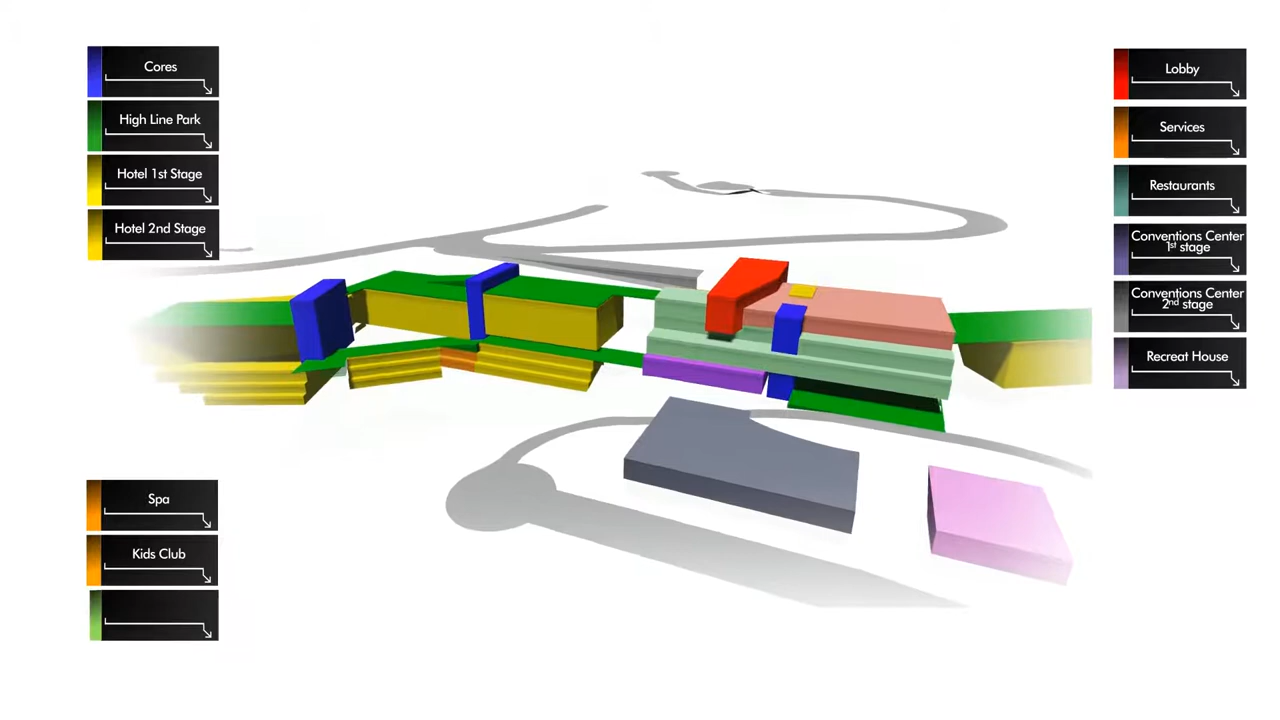 Cores
High Line Park
Hotel 1st Stage
Hotel 2nd Stage
Spa
Kids Club
Lobby
Services
Restaurants
Conventions Center
1st stage
Conventions Center
2nd stage
Recreat House